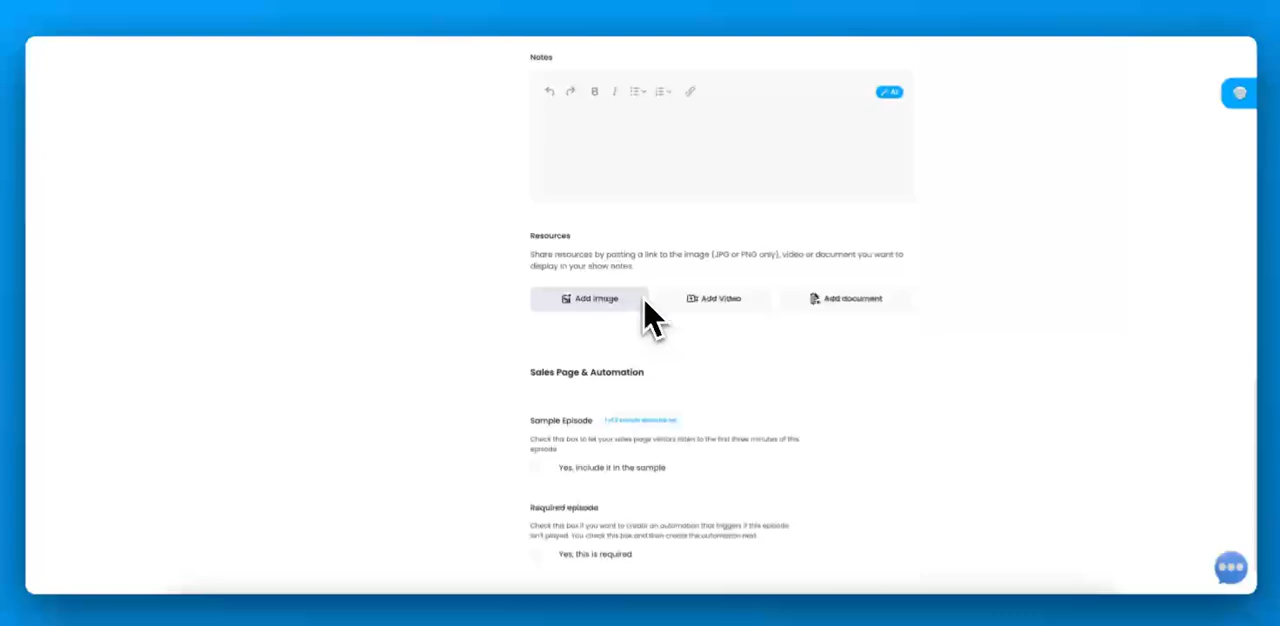 Notes
B I AI
Resources
Share resources by pasting a link to the image (JPG or PNG only), video or document you want to
display in your show notes.
Add image Add Video Add document
Sales Page & Automation
Sample Episode
Check this box to let your sales page visitors listen to the first three minutes of this
episode
Yes, include it in the sample
Required episode
Check this box if you want to create an automation that triggers if this episode
isn't played. You check this box and then create the automation next
Yes, this is required